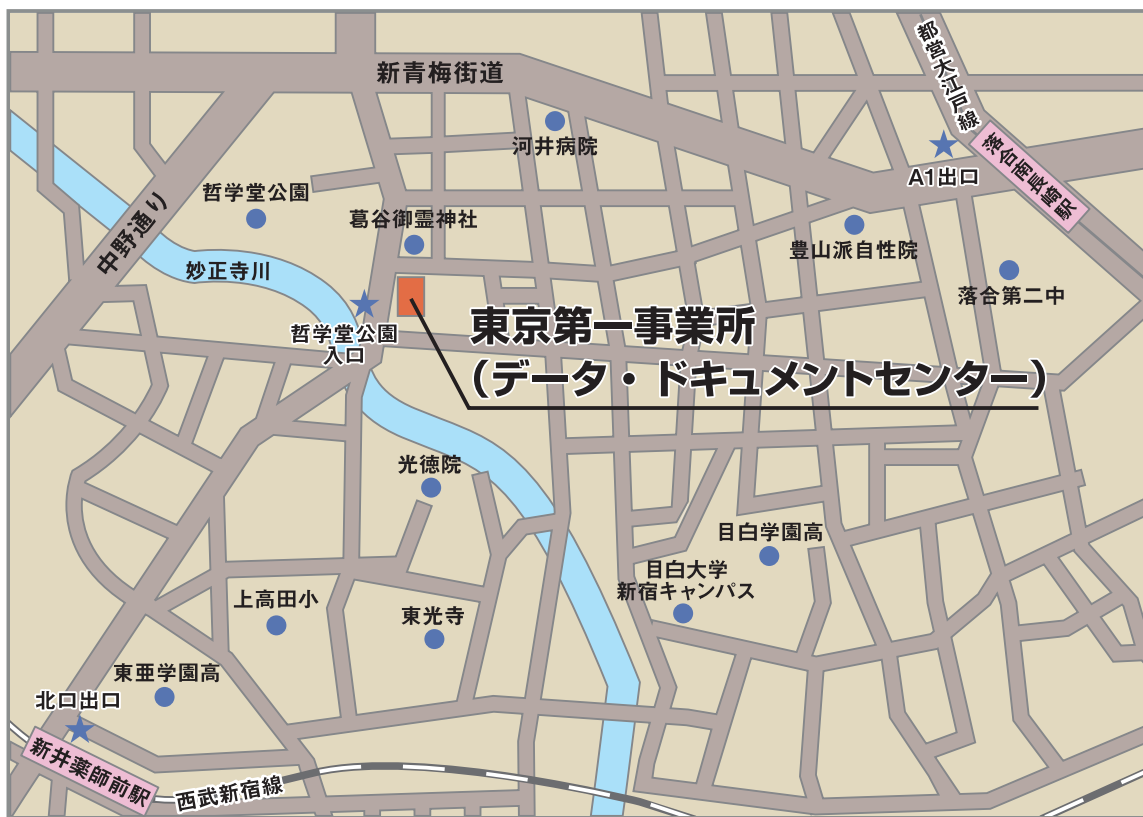 新青梅街道
都営大江戸線
河井病院
落合南長崎駅
A1出口
哲学堂公園
中野通り
葛谷御霊神社
豊山派自性院
妙正寺川
落合第二中
哲学堂公園
入口
東京第一事業所
(データ・ドキュメントセンター)
光徳院
目白学園高
目白大学
新宿キャンパス
上高田小
東光寺
東亜学園高
北口出口
新井薬師前駅
西武新宿線